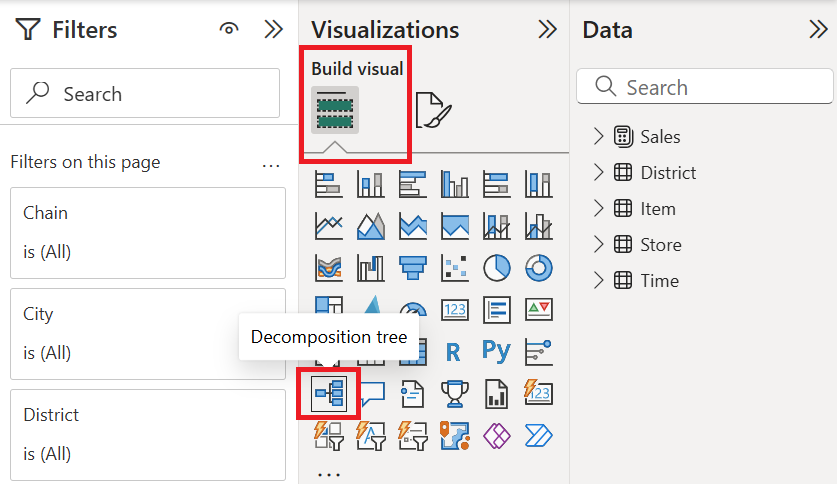 Filters
Search
Filters on this page
...
Chain
is (All)
City
is (All)
District
is (All)
Visualizations
Build visual
123
Decomposition tree
R
Py
123
...
Data
Search
Sales
District
Item
Store
Time